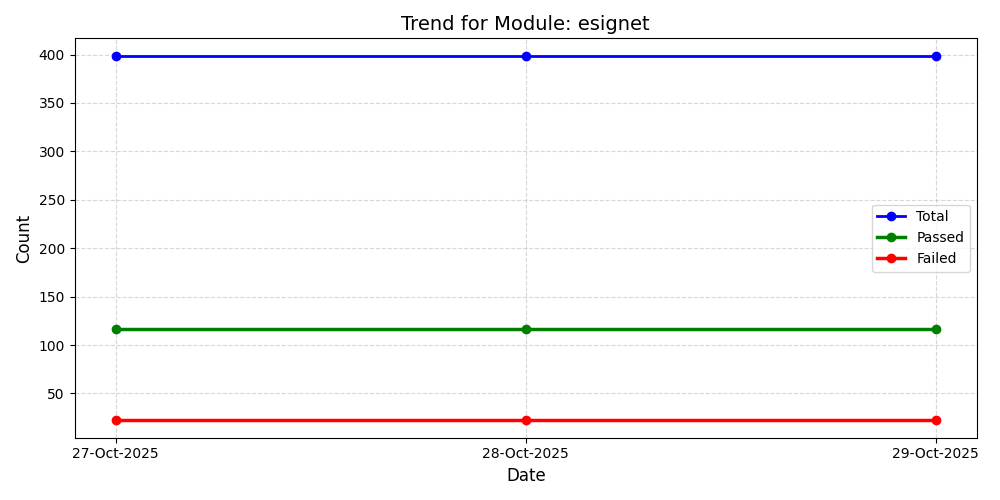 Trend for Module: esignet
400
350
300
250
200
150
100
50
Count
Total
Passed
Failed
27-Oct-2025
28-Oct-2025
29-Oct-2025
Date